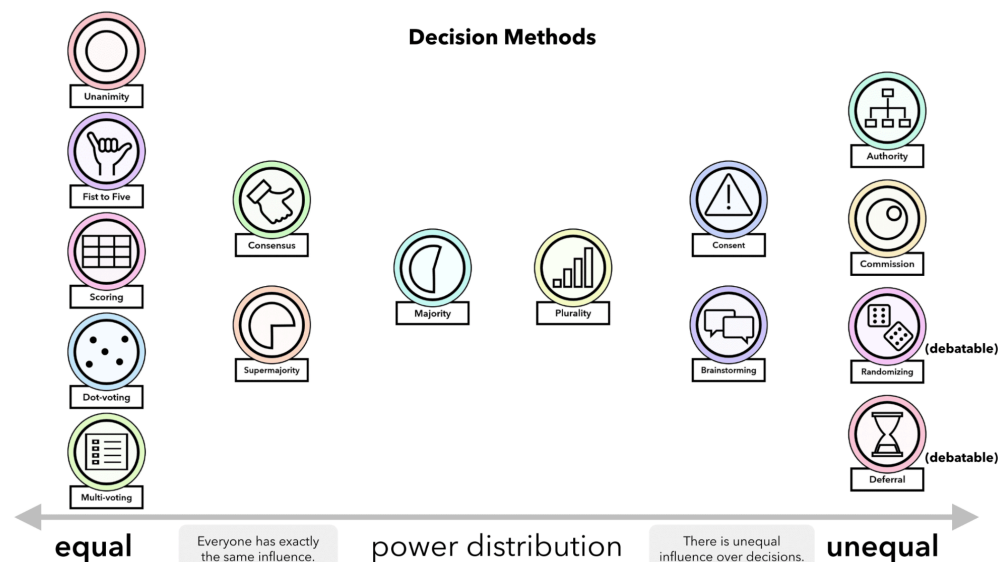 Decision Methods
Unanimity
Fist to Five
Scoring
Dot-voting
Multi-voting
Consensus
Supermajority
Majority
Plurality
Consent
Brainstorming
Authority
Commission
Randomizing
(debatable)
Deferral
(debatable)
equal
Everyone has exactly
the same influence.
power distribution
There is unequal
influence over decisions.
unequal